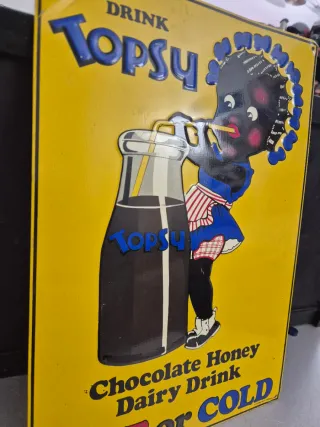 DRINK
TOPSY
TOPSY
Chocolate Honey
Dairy Drink
or COLD